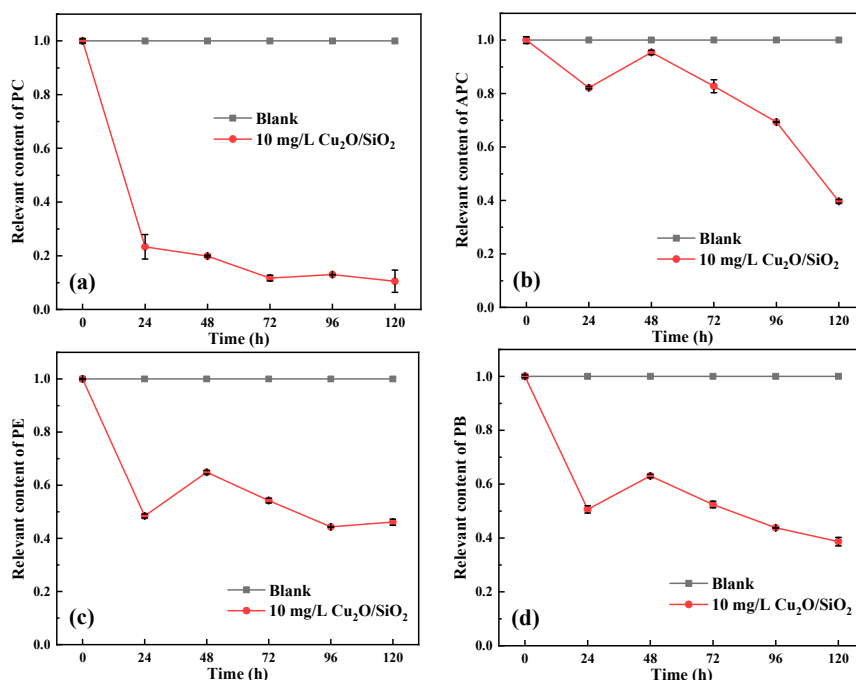 Relevant content of PC
1.0
0.8
0.6
0.4
0.2
0.0
Blank
10 mg/L Cu₂O/SiO₂
(a)
0 24 48 72 96 120
Time (h)
Relevant content of APC
1.0
0.8
0.6
0.4
0.2
0.0
Blank
10 mg/L Cu₂O/SiO₂
(b)
0 24 48 72 96 120
Time (h)
Relevant content of PE
1.0
0.8
0.6
0.4
0.2
0.0
Blank
10 mg/L Cu₂O/SiO₂
(c)
0 24 48 72 96 120
Time (h)
Relevant content of PB
1.0
0.8
0.6
0.4
0.2
0.0
Blank
10 mg/L Cu₂O/SiO₂
(d)
0 24 48 72 96 120
Time (h)